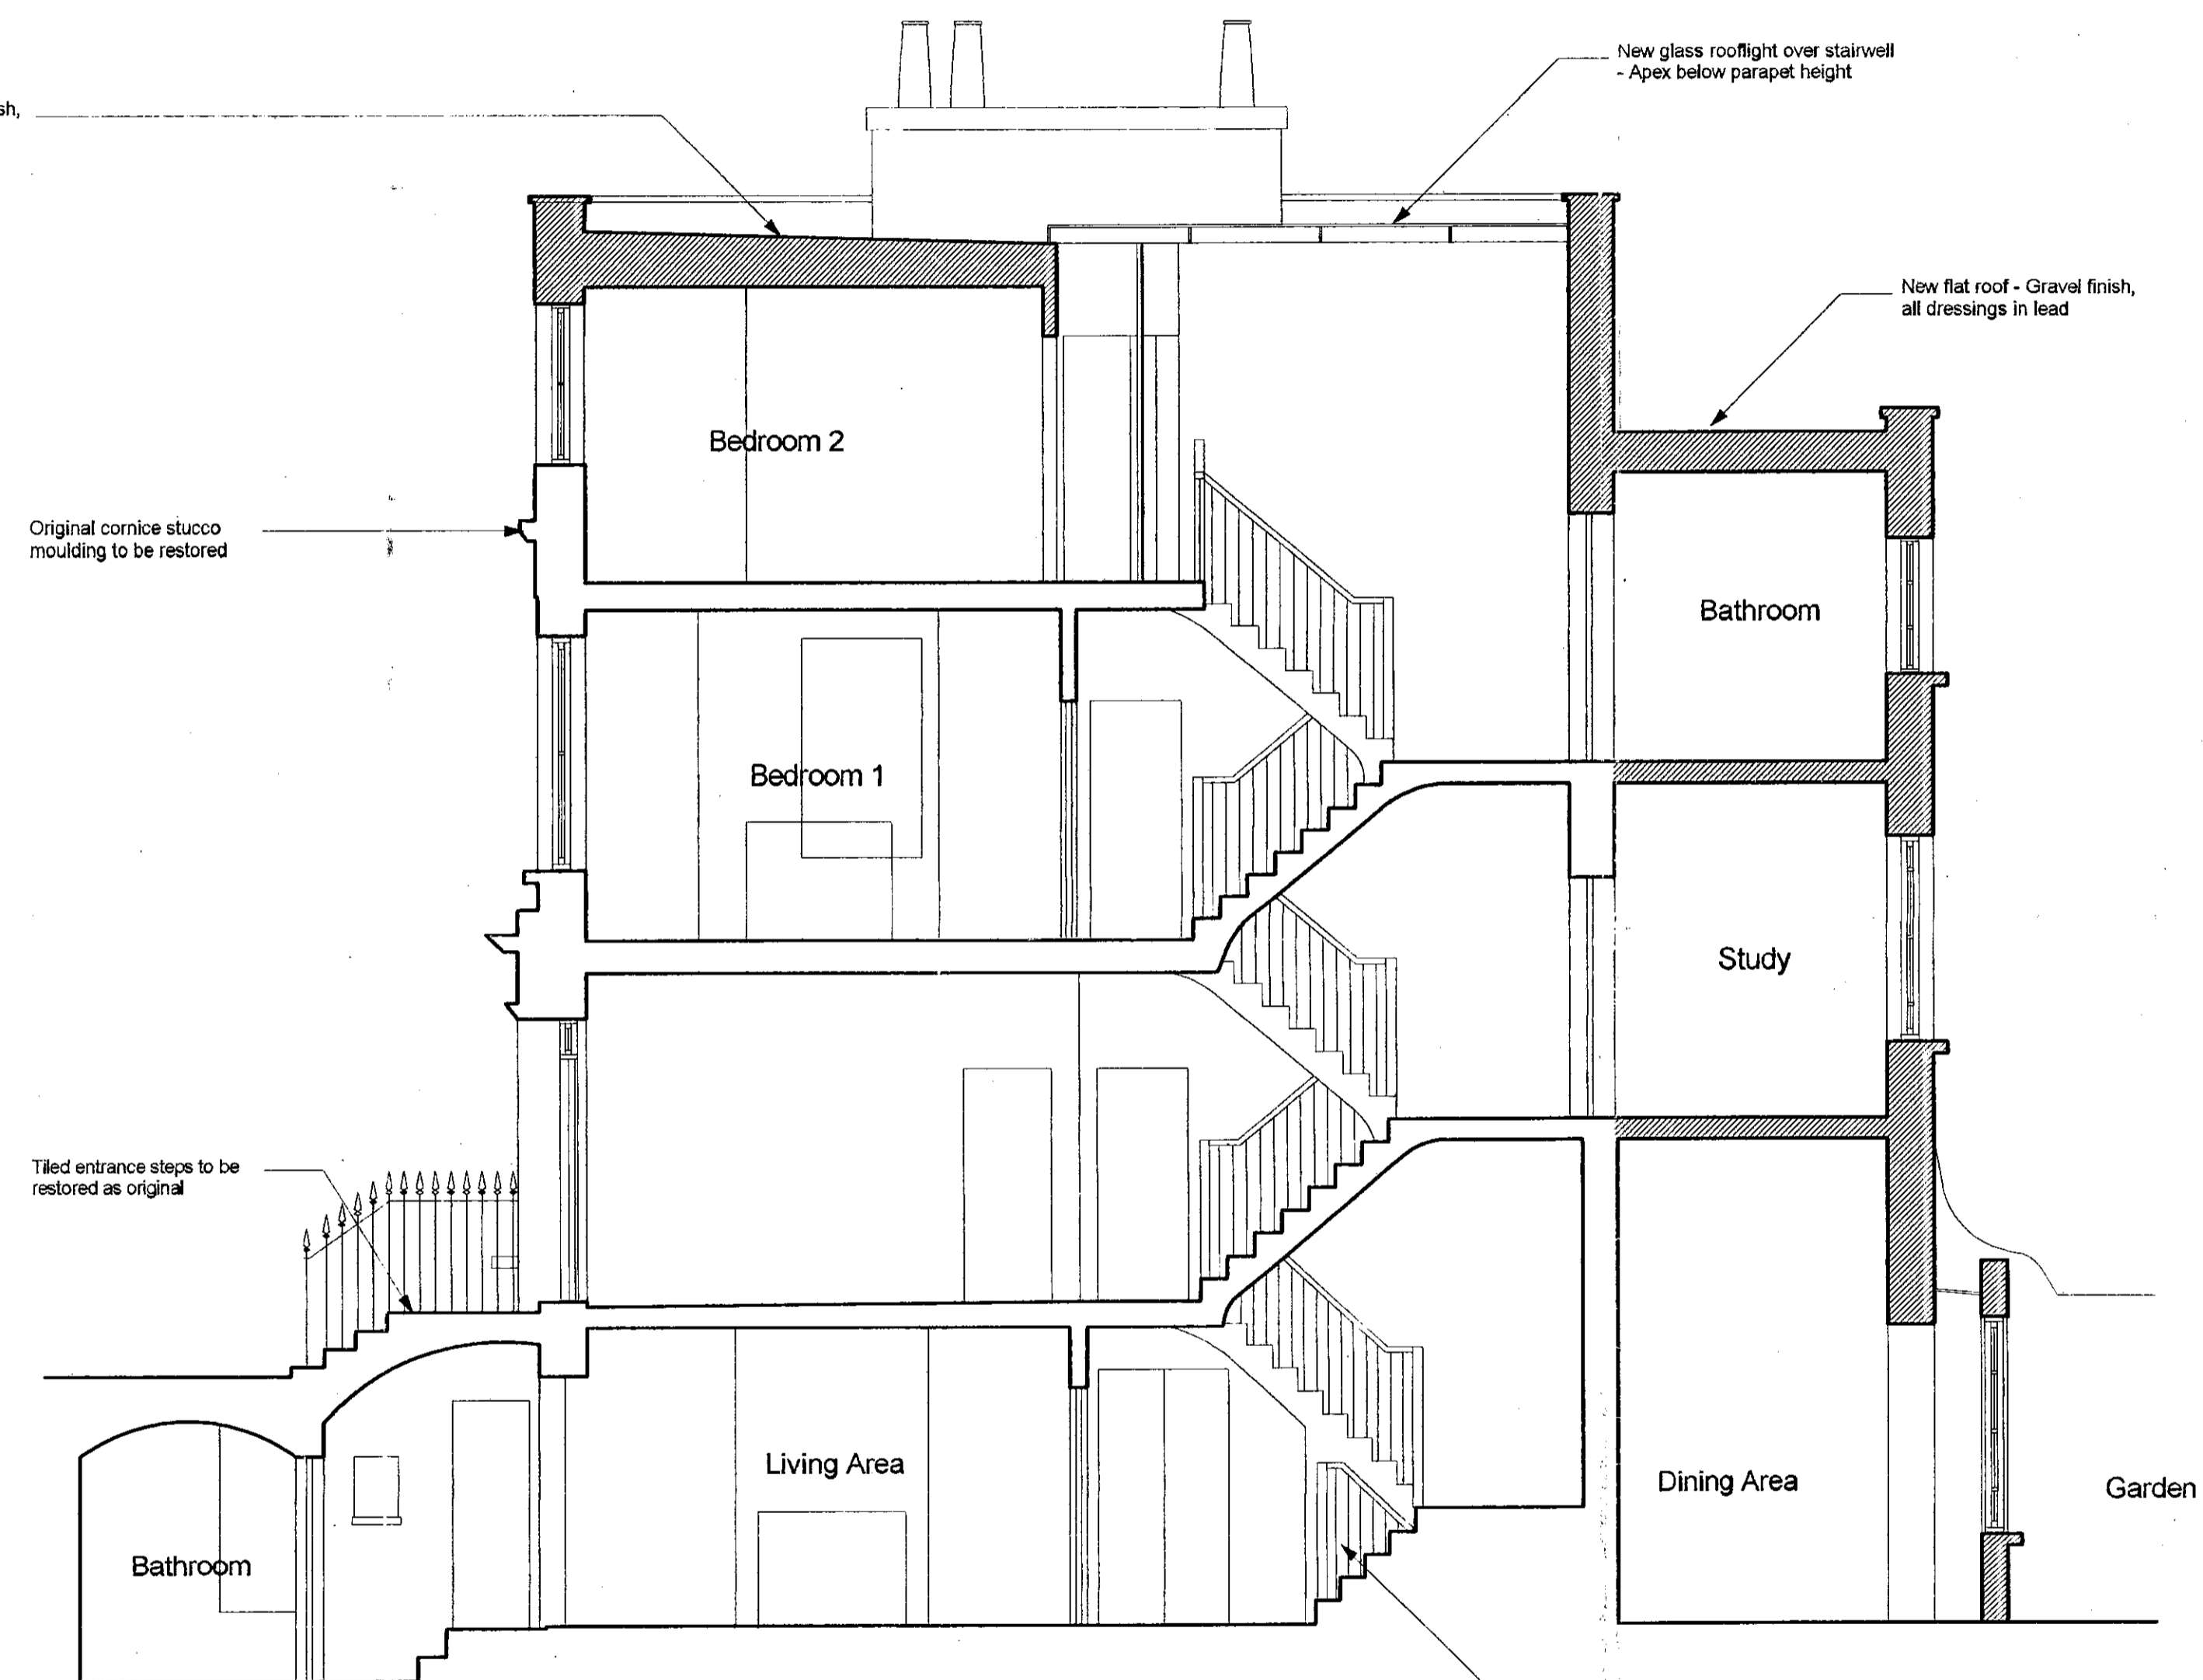 New glass rooflight over stairwell
- Apex below parapet height
sh,
New flat roof - Gravel finish,
all dressings in lead
Bedroom 2
Original cornice stucco
moulding to be restored
Bathroom
Bedroom 1
Study
Tiled entrance steps to be
restored as original
Living Area
Dining Area
Garden
Bathroom